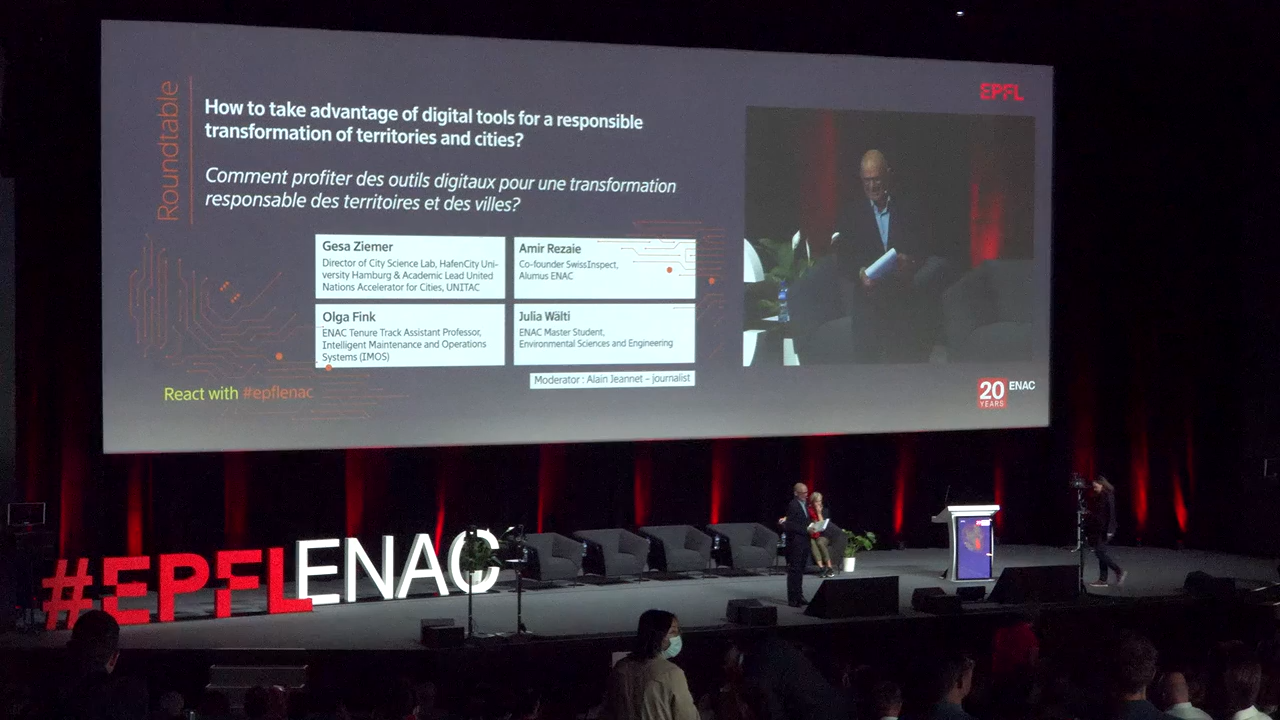 Roundtable
How to take advantage of digital tools for a responsible
transformation of territories and cities?
Comment profiter des outils digitaux pour une transformation
responsable des territoires et des villes?
Gesa Ziemer
Director of City Science Lab, HafenCity Uni-
versity Hamburg & Academic Lead United
Nations Accelerator for Cities, UNITAC
Amir Rezaie
Co-founder SwissInspect,
Alumus ENAC
Olga Fink
ENAC Tenure Track Assistant Professor,
Intelligent Maintenance and Operations
Systems (IMOS)
Julia Wälti
ENAC Master Student,
Environmental Sciences and Engineering
Moderator : Alain Jeannet – journalist
React with #epflenac
EPFL
20
YEARS
ENAC
#EPFLENAC